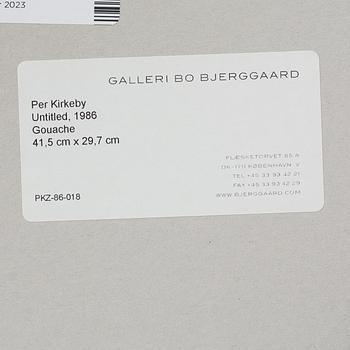 2023
GALLERI BO BJERGGAARD
Per Kirkeby
Untitled, 1986
Gouache
41,5 cm x 29,7 cm
FLÆSKETORVET 85 A
DK-1711 KØBENHAVN V
TEL +45 33 93 42 21
FAX +45 33 93 42 29
WWW.BJERGGAARD.COM
PKZ-86-018